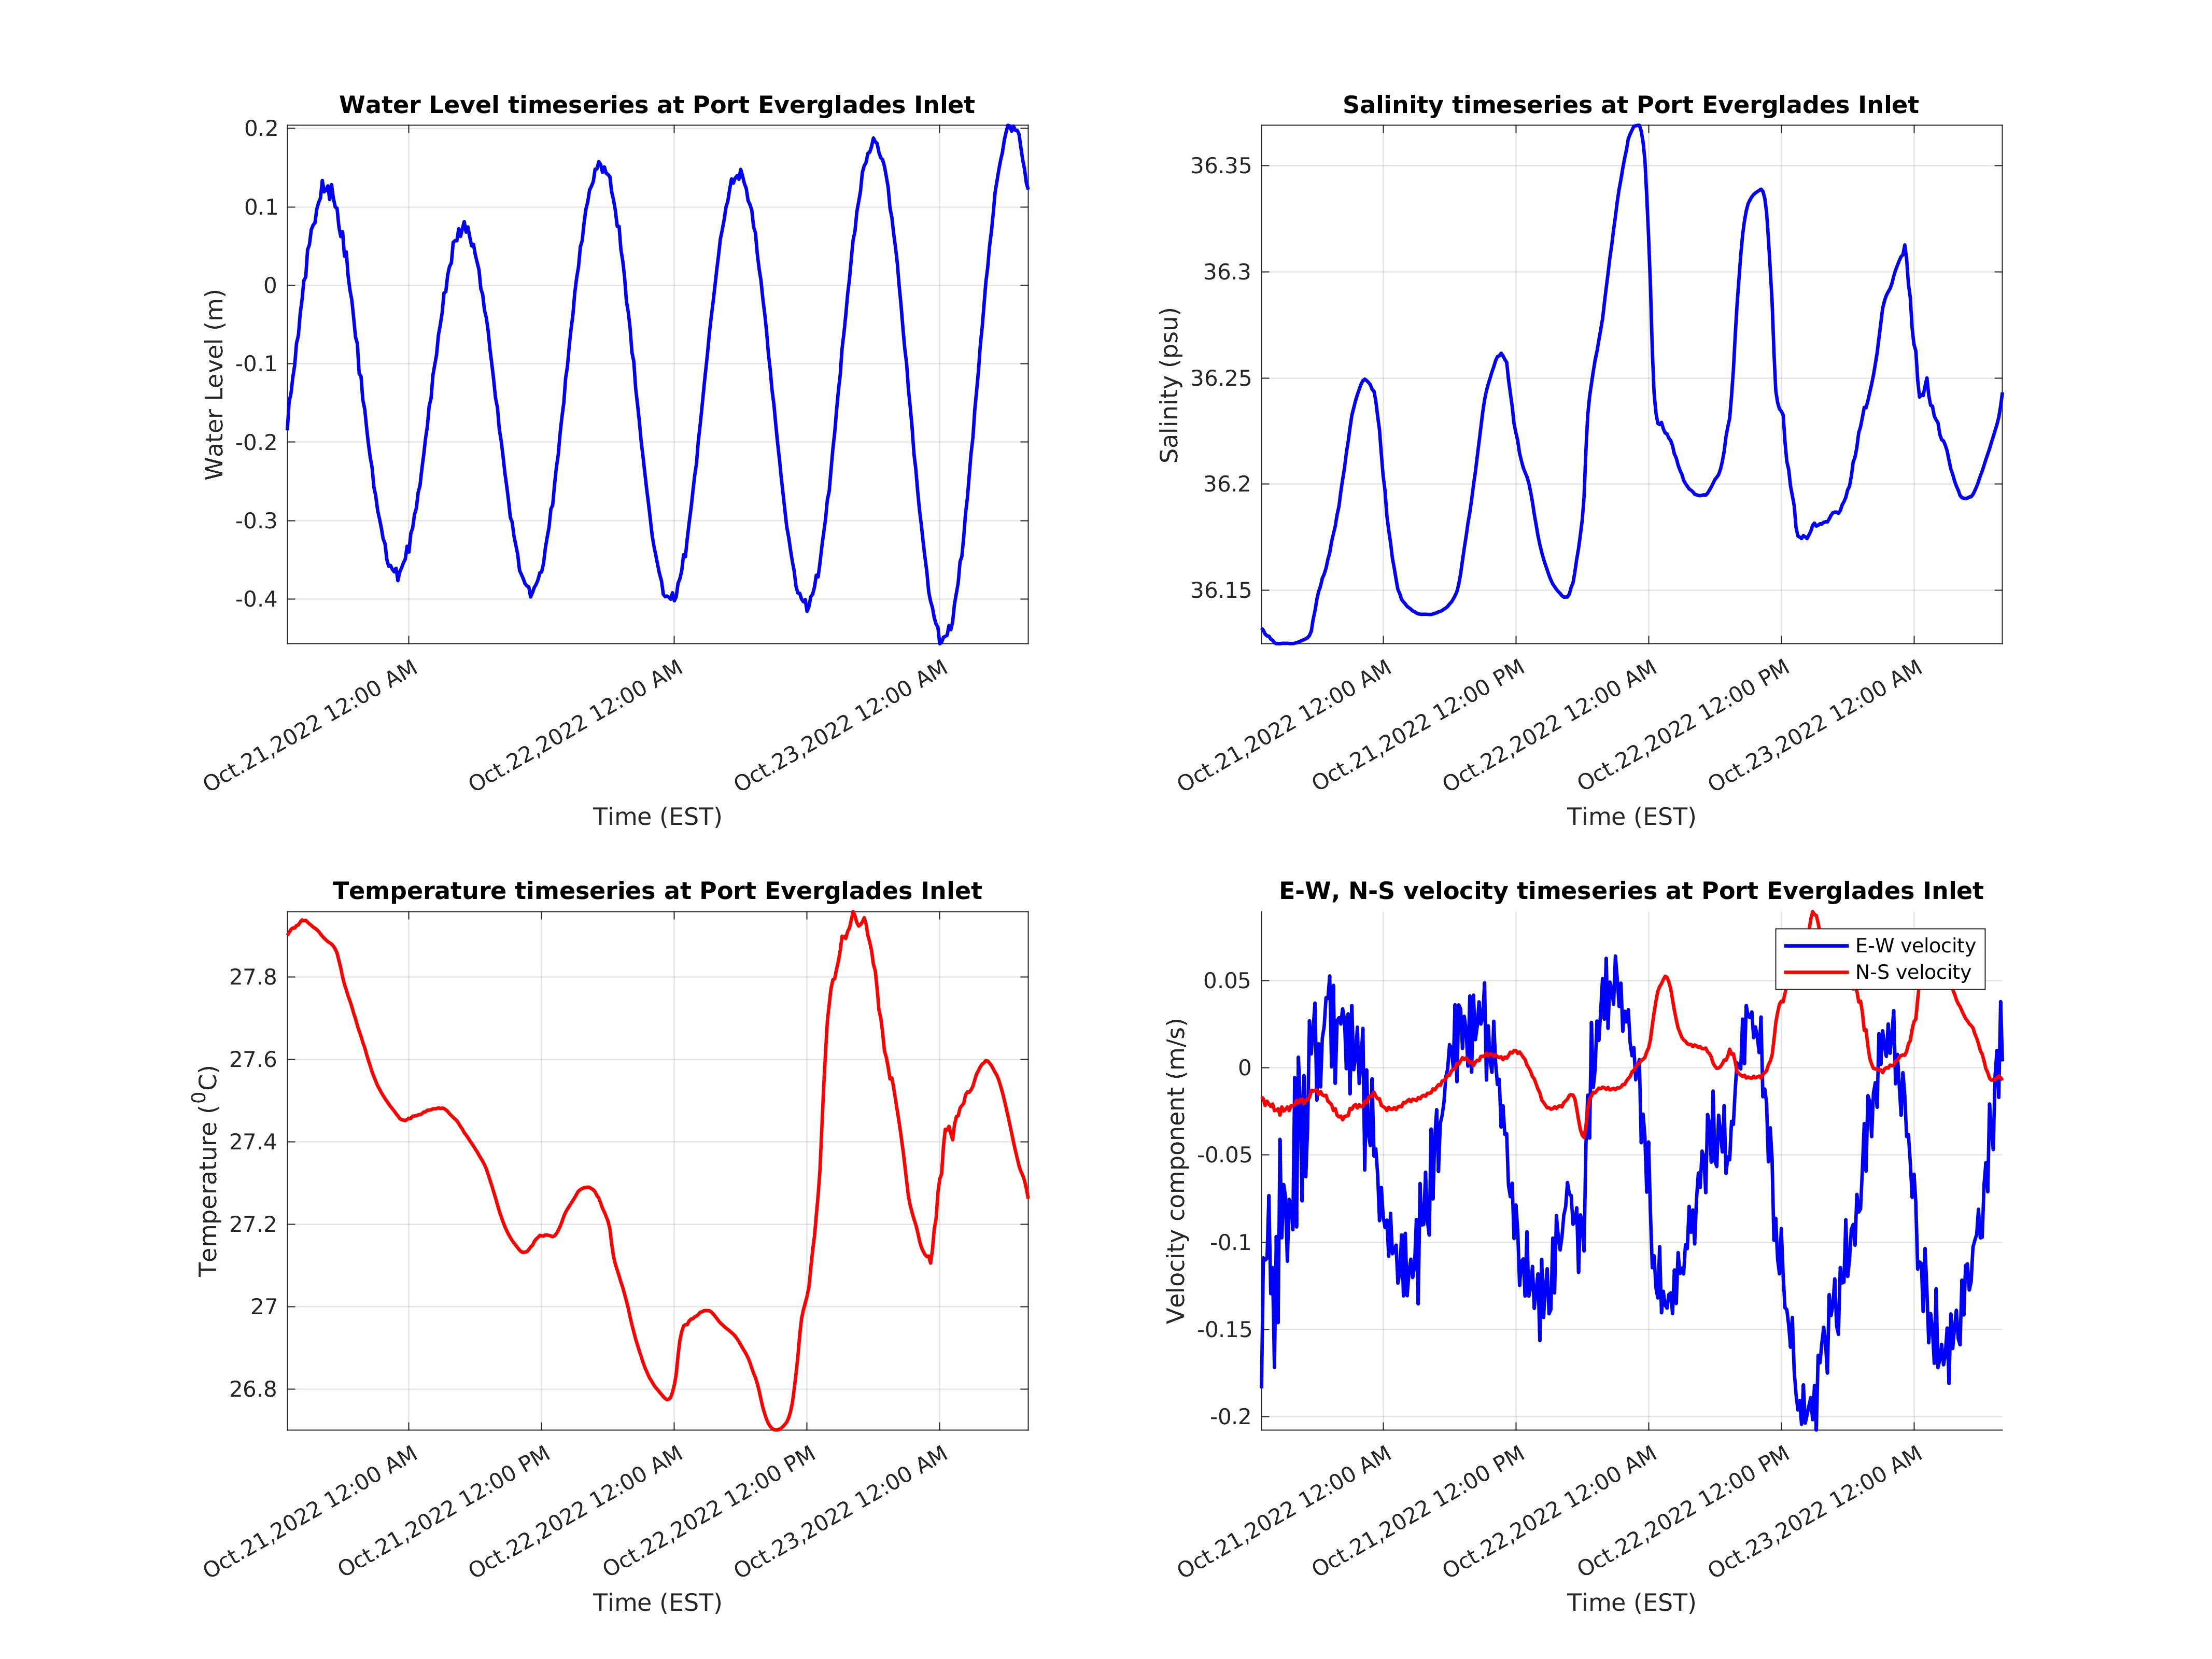 Water Level timeseries at Port Everglades Inlet
0.2
0.1
0
-0.1
-0.2
-0.3
-0.4
Water Level (m)
Oct.21,2022 12:00 AM
Oct.22,2022 12:00 AM
Oct.23,2022 12:00 AM
Time (EST)
Salinity timeseries at Port Everglades Inlet
36.35
36.3
36.25
36.2
36.15
Salinity (psu)
Oct.21,2022 12:00 AM
Oct.21,2022 12:00 PM
Oct.22,2022 12:00 AM
Oct.22,2022 12:00 PM
Oct.23,2022 12:00 AM
Time (EST)
Temperature timeseries at Port Everglades Inlet
27.8
27.6
27.4
27.2
27
26.8
Temperature (⁰C)
Oct.21,2022 12:00 AM
Oct.21,2022 12:00 PM
Oct.22,2022 12:00 AM
Oct.22,2022 12:00 PM
Oct.23,2022 12:00 AM
Time (EST)
E-W, N-S velocity timeseries at Port Everglades Inlet
E-W velocity
N-S velocity
0.05
0
-0.05
-0.1
-0.15
-0.2
Velocity component (m/s)
Oct.21,2022 12:00 AM
Oct.21,2022 12:00 PM
Oct.22,2022 12:00 AM
Oct.22,2022 12:00 PM
Oct.23,2022 12:00 AM
Time (EST)